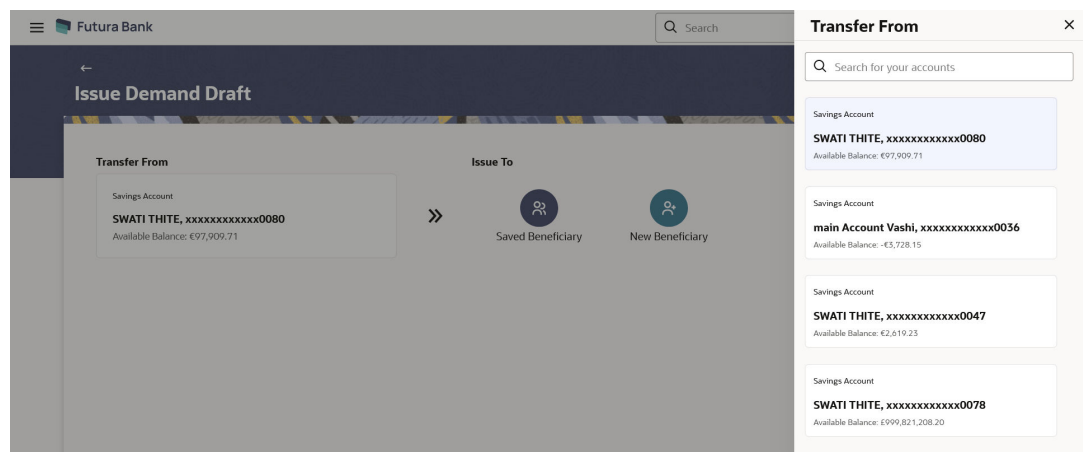 Futura Bank
Search
Issue Demand Draft
Transfer From
Savings Account
SWATI THITE, xxxxxxxxxxxx0080
Available Balance: €97,909.71
Issue To
Saved Beneficiary
New Beneficiary
Transfer From
Search for your accounts
Savings Account
SWATI THITE, xxxxxxxxxxxx0080
Available Balance: €97,909.71
Savings Account
main Account Vashi, xxxxxxxxxxxx0036
Available Balance: -€3,728.15
Savings Account
SWATI THITE, xxxxxxxxxxxx0047
Available Balance: €2,619.23
Savings Account
SWATI THITE, xxxxxxxxxxxx0078
Available Balance: £999,821,208.20